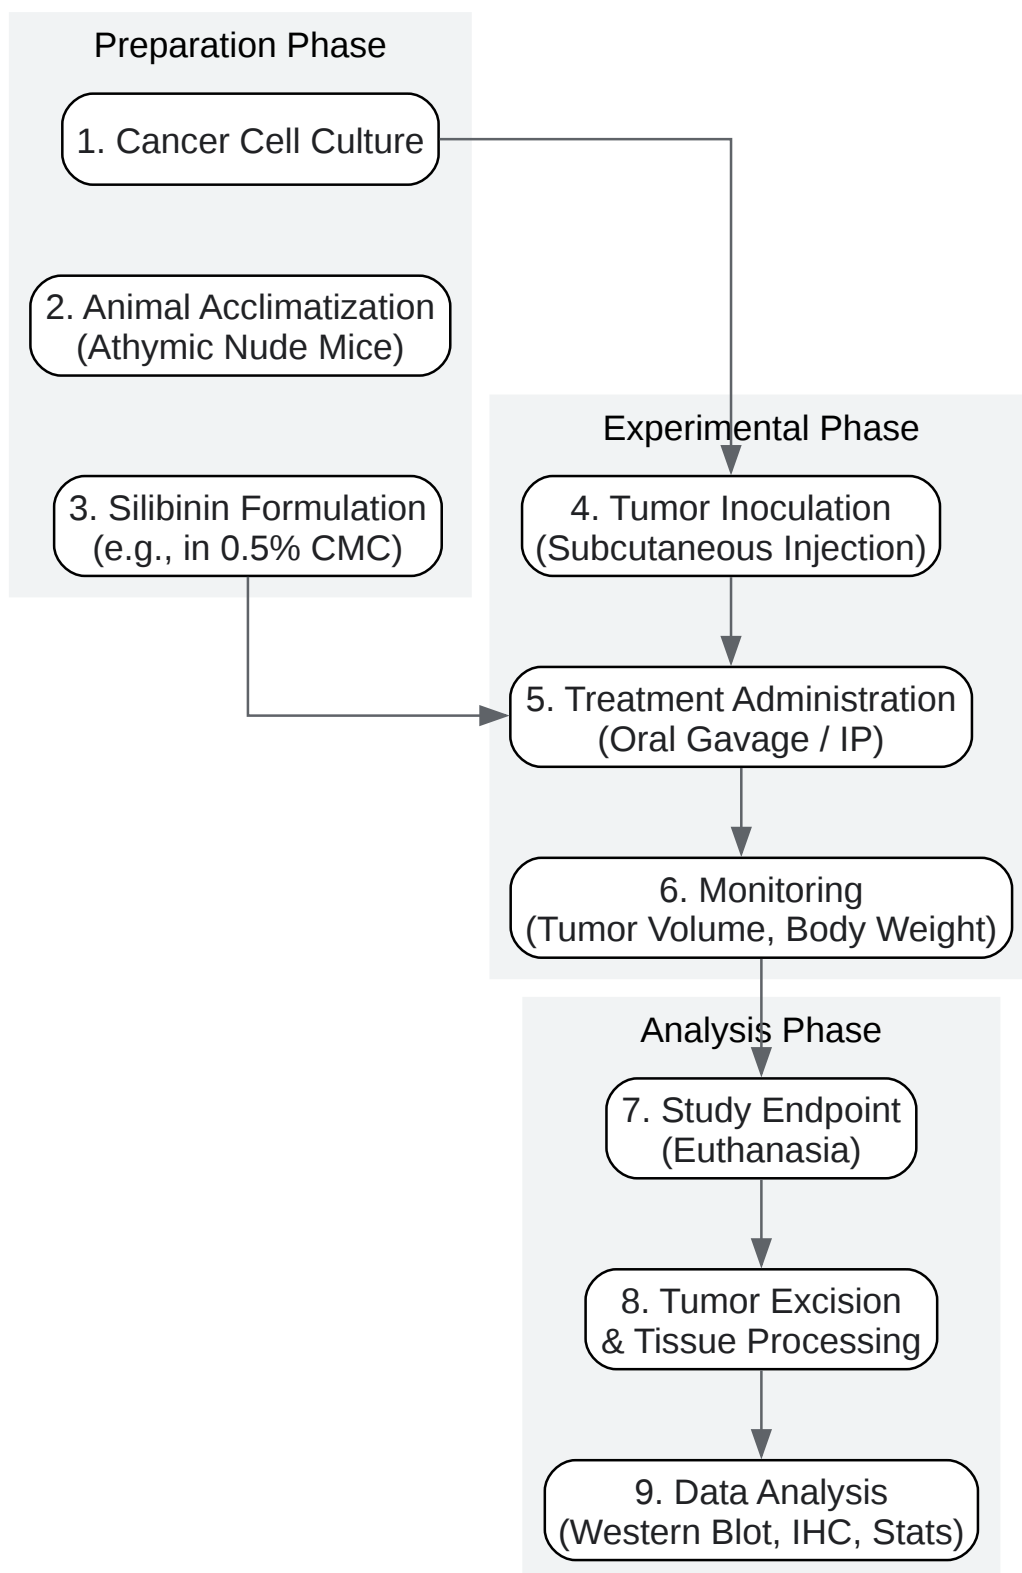 Preparation Phase
1. Cancer Cell Culture
2. Animal Acclimatization
(Athymic Nude Mice)
3. Silibinin Formulation
(e.g., in 0.5% CMC)
Experimental Phase
4. Tumor Inoculation
(Subcutaneous Injection)
5. Treatment Administration
(Oral Gavage / IP)
6. Monitoring
(Tumor Volume, Body Weight)
Analysis Phase
7. Study Endpoint
(Euthanasia)
8. Tumor Excision
& Tissue Processing
9. Data Analysis
(Western Blot, IHC, Stats)